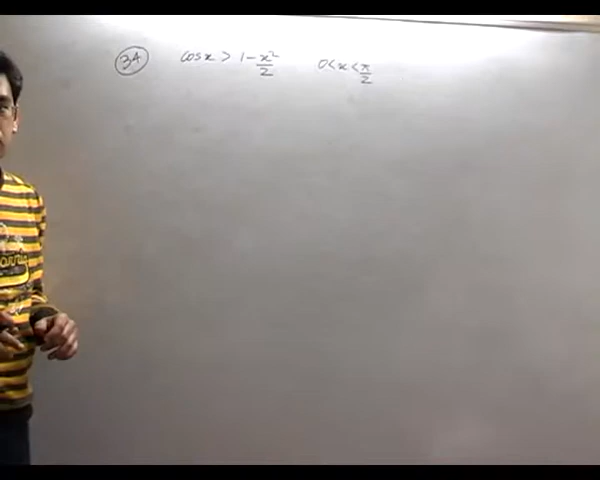 34 cos x > 1 - x²/2 0 < x < π/2